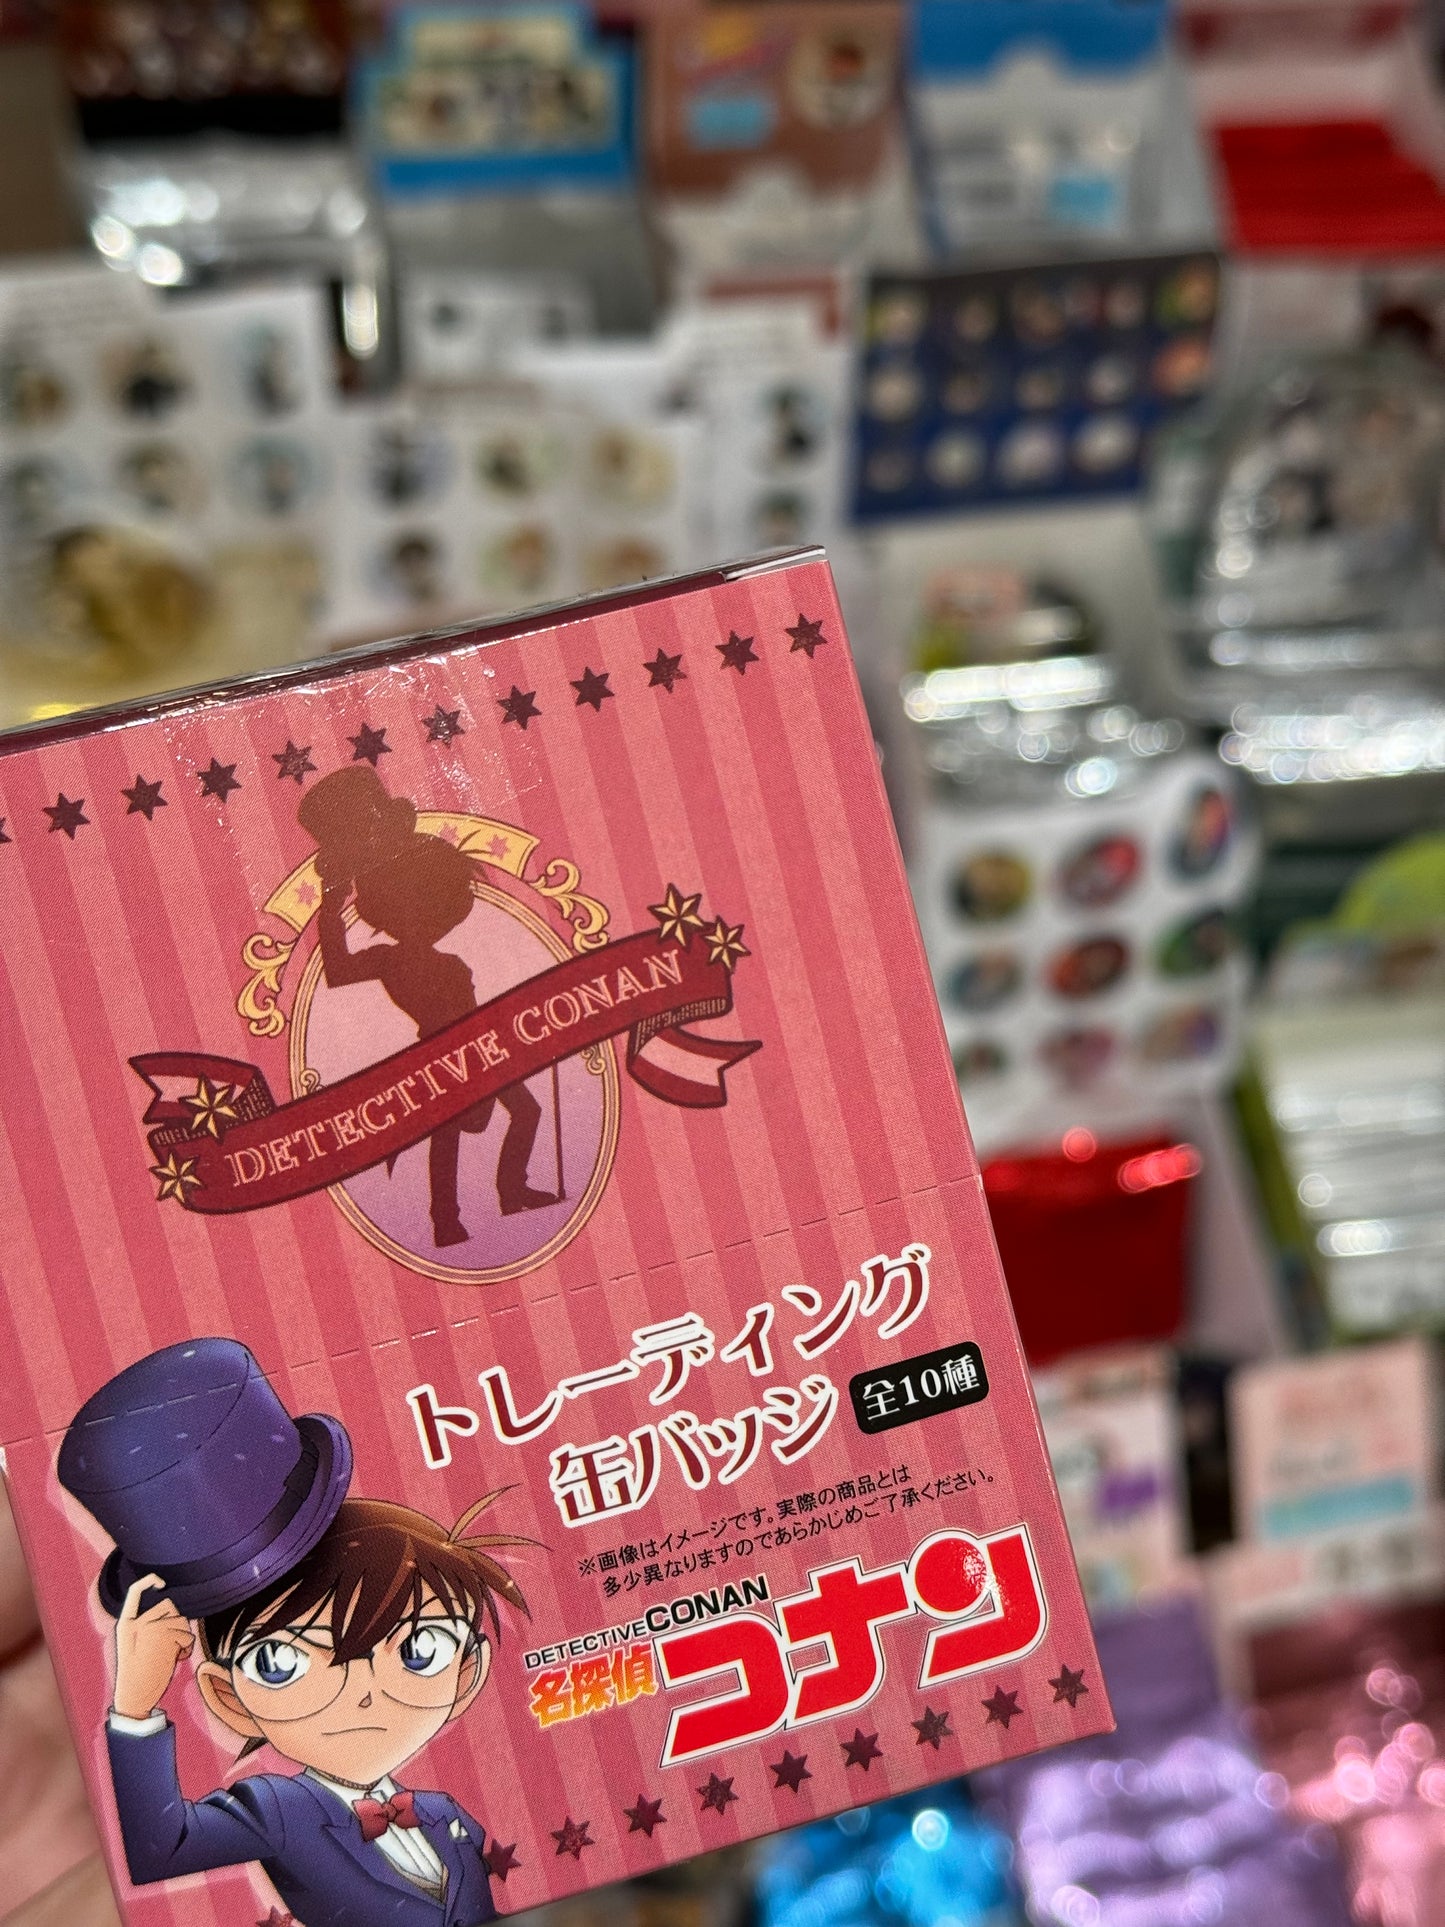 DETECTIVE CONAN
トレーディング
缶バッジ 全10種
※画像はイメージです。実際の商品とは
多少異なりますのであらかじめご了承ください。
DETECTIVE CONAN
名探偵コナン